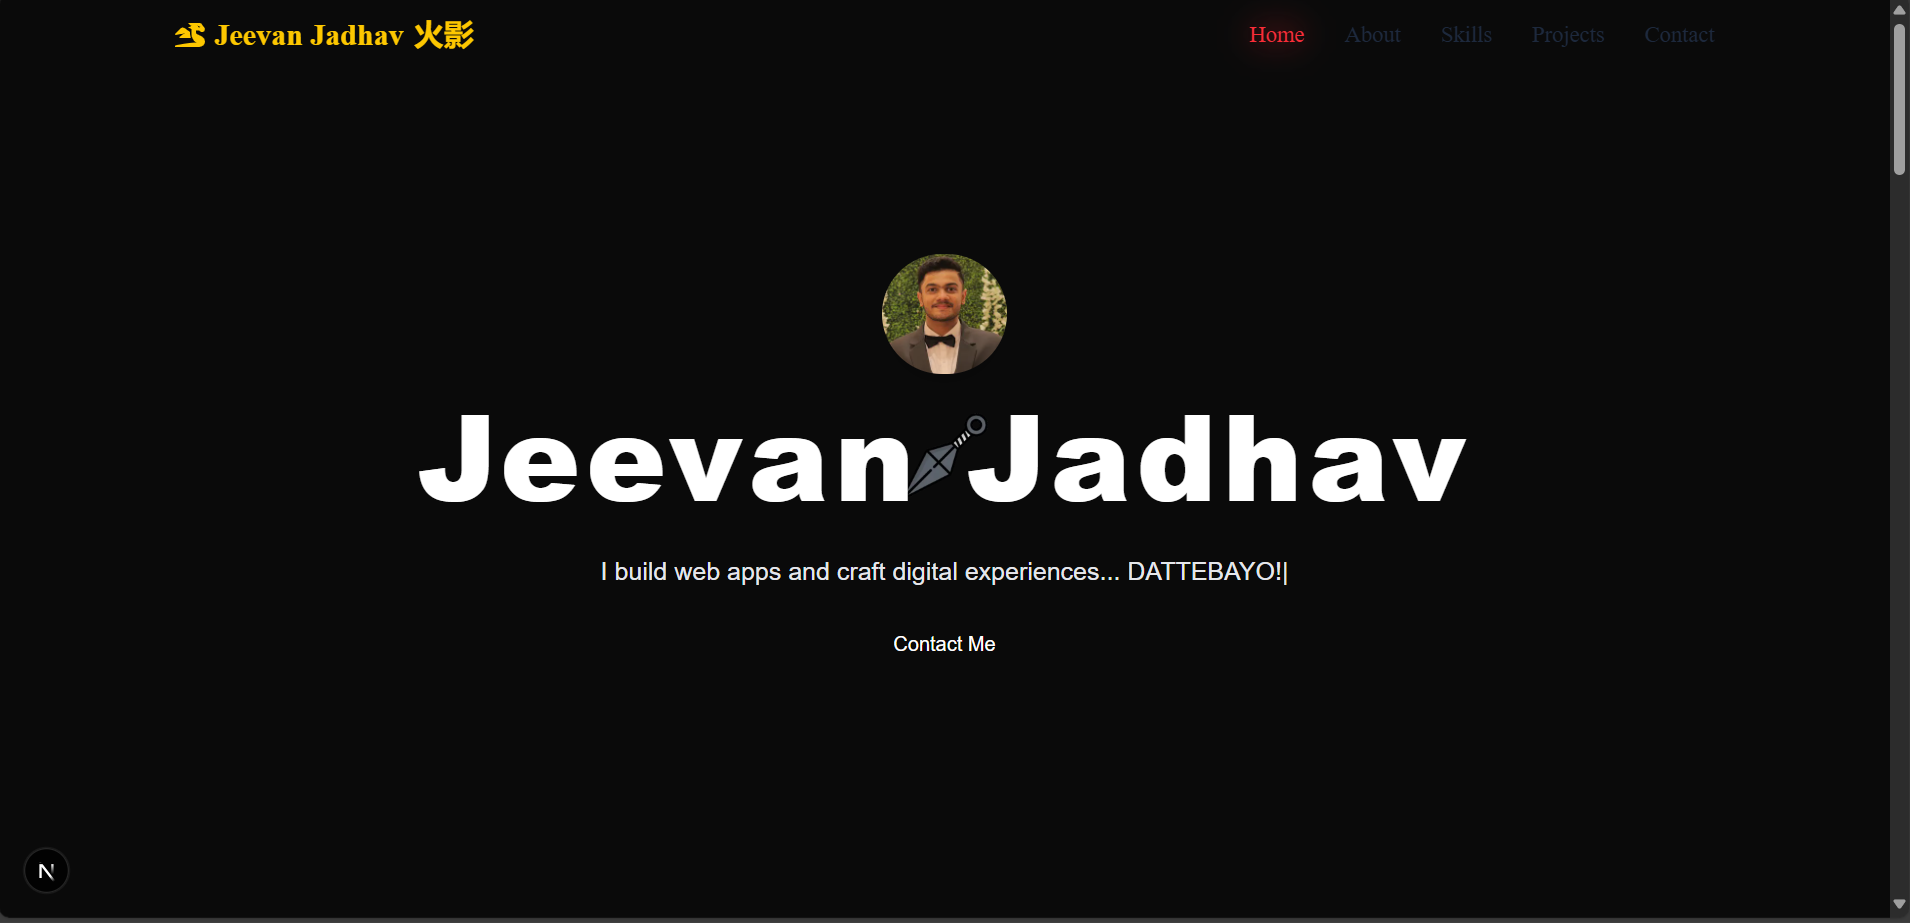 Jeevan Jadhav 火影
Home About Skills Projects Contact
Jeevan Jadhav
I build web apps and craft digital experiences... DATTEBAYO!|
Contact Me
N